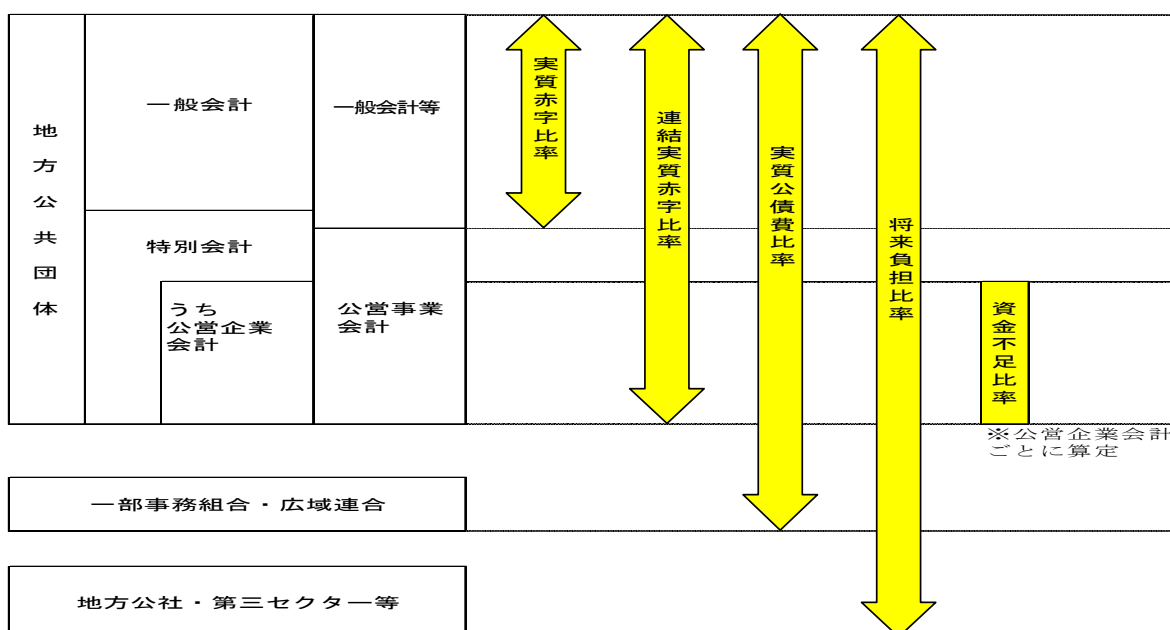 地方公共団体
一般会計
一般会計等
特別会計
うち
公営企業
会計
公営事業
会計
実質赤字比率
連結実質赤字比率
実質公債費比率
将来負担比率
資金不足比率
※公営企業会計
ごとに算定
一部事務組合・広域連合
地方公社・第三セクター等